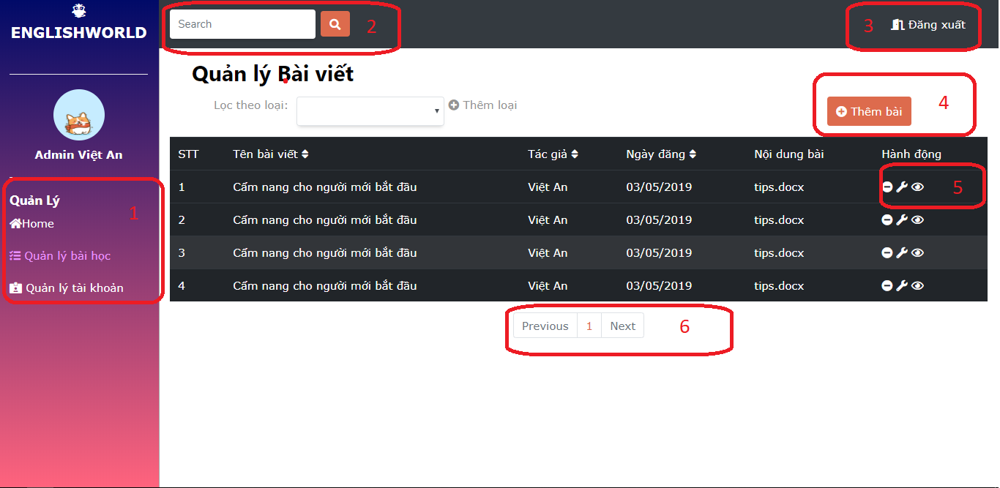 ENGLISHWORLD
Admin Việt An
Quản Lý
Home
Quản lý bài học
Quản lý tài khoản
1
Search
2
3
Đăng xuất
Quản lý Bài viết
Lọc theo loại:
Thêm loại
Thêm bài
4
STT Tên bài viết Tác giả Ngày đăng Nội dung bài Hành động
1 Cẩm nang cho người mới bắt đầu Việt An 03/05/2019 tips.docx 5
2 Cẩm nang cho người mới bắt đầu Việt An 03/05/2019 tips.docx
3 Cẩm nang cho người mới bắt đầu Việt An 03/05/2019 tips.docx
4 Cẩm nang cho người mới bắt đầu Việt An 03/05/2019 tips.docx
Previous 1 Next 6